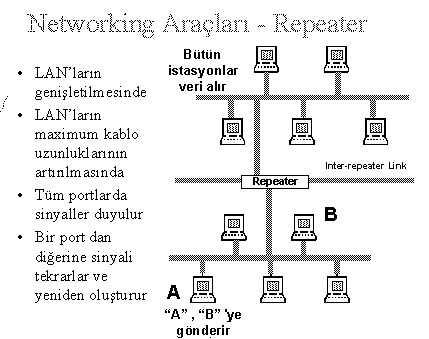 Networking Araçları - Repeater
• LAN'ların
genişletilmesinde
• LAN'ların
maximum kablo
uzunluklarının
artırılmasında
• Tüm portlarda
sinyaller duyulur
• Bir port dan
diğerine sinyali
tekrarlar ve
yeniden oluşturur
Bütün
istasyonlar
veri alır
Inter-repeater Link
Repeater
B
A
"A" , "B" 'ye
gönderir